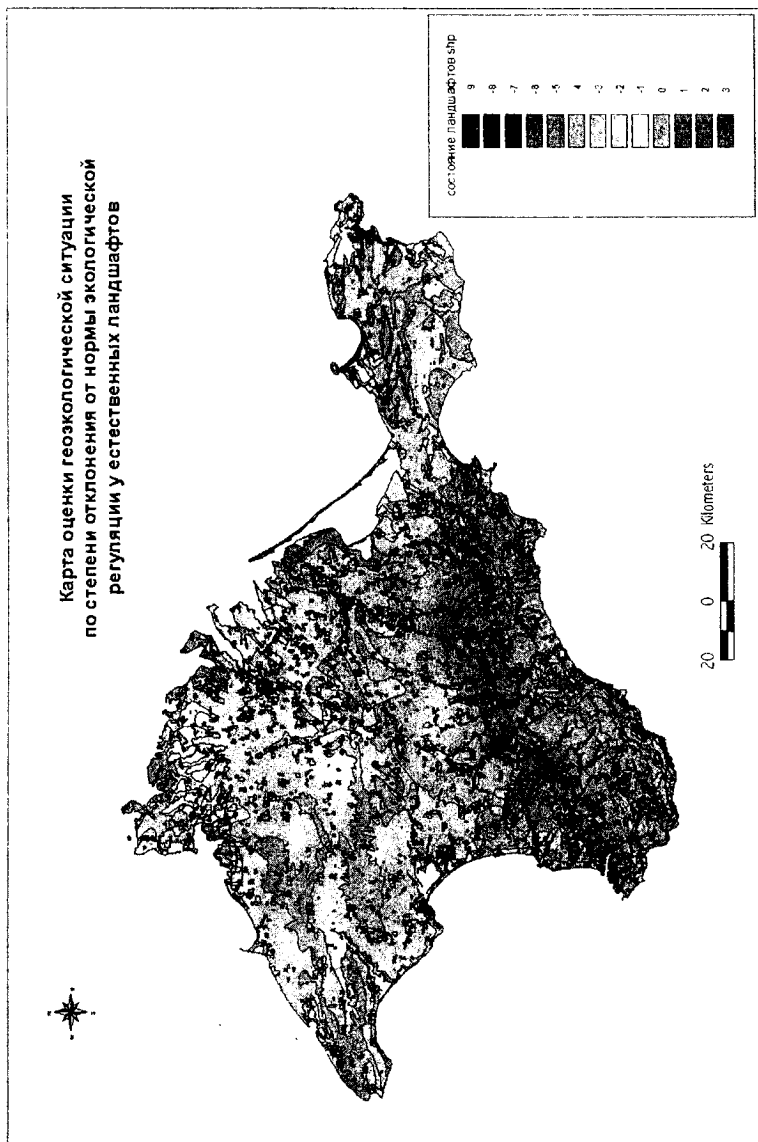 Карта оценки геоэкологической ситуации
по степени отклонения от нормы экологической
регуляции у естественных ландшафтов
состояние ландшафтов shp
9
-8
-7
-6
-5
4
-3
-2
-1
0
1
2
3
20 0 20 Kilometers